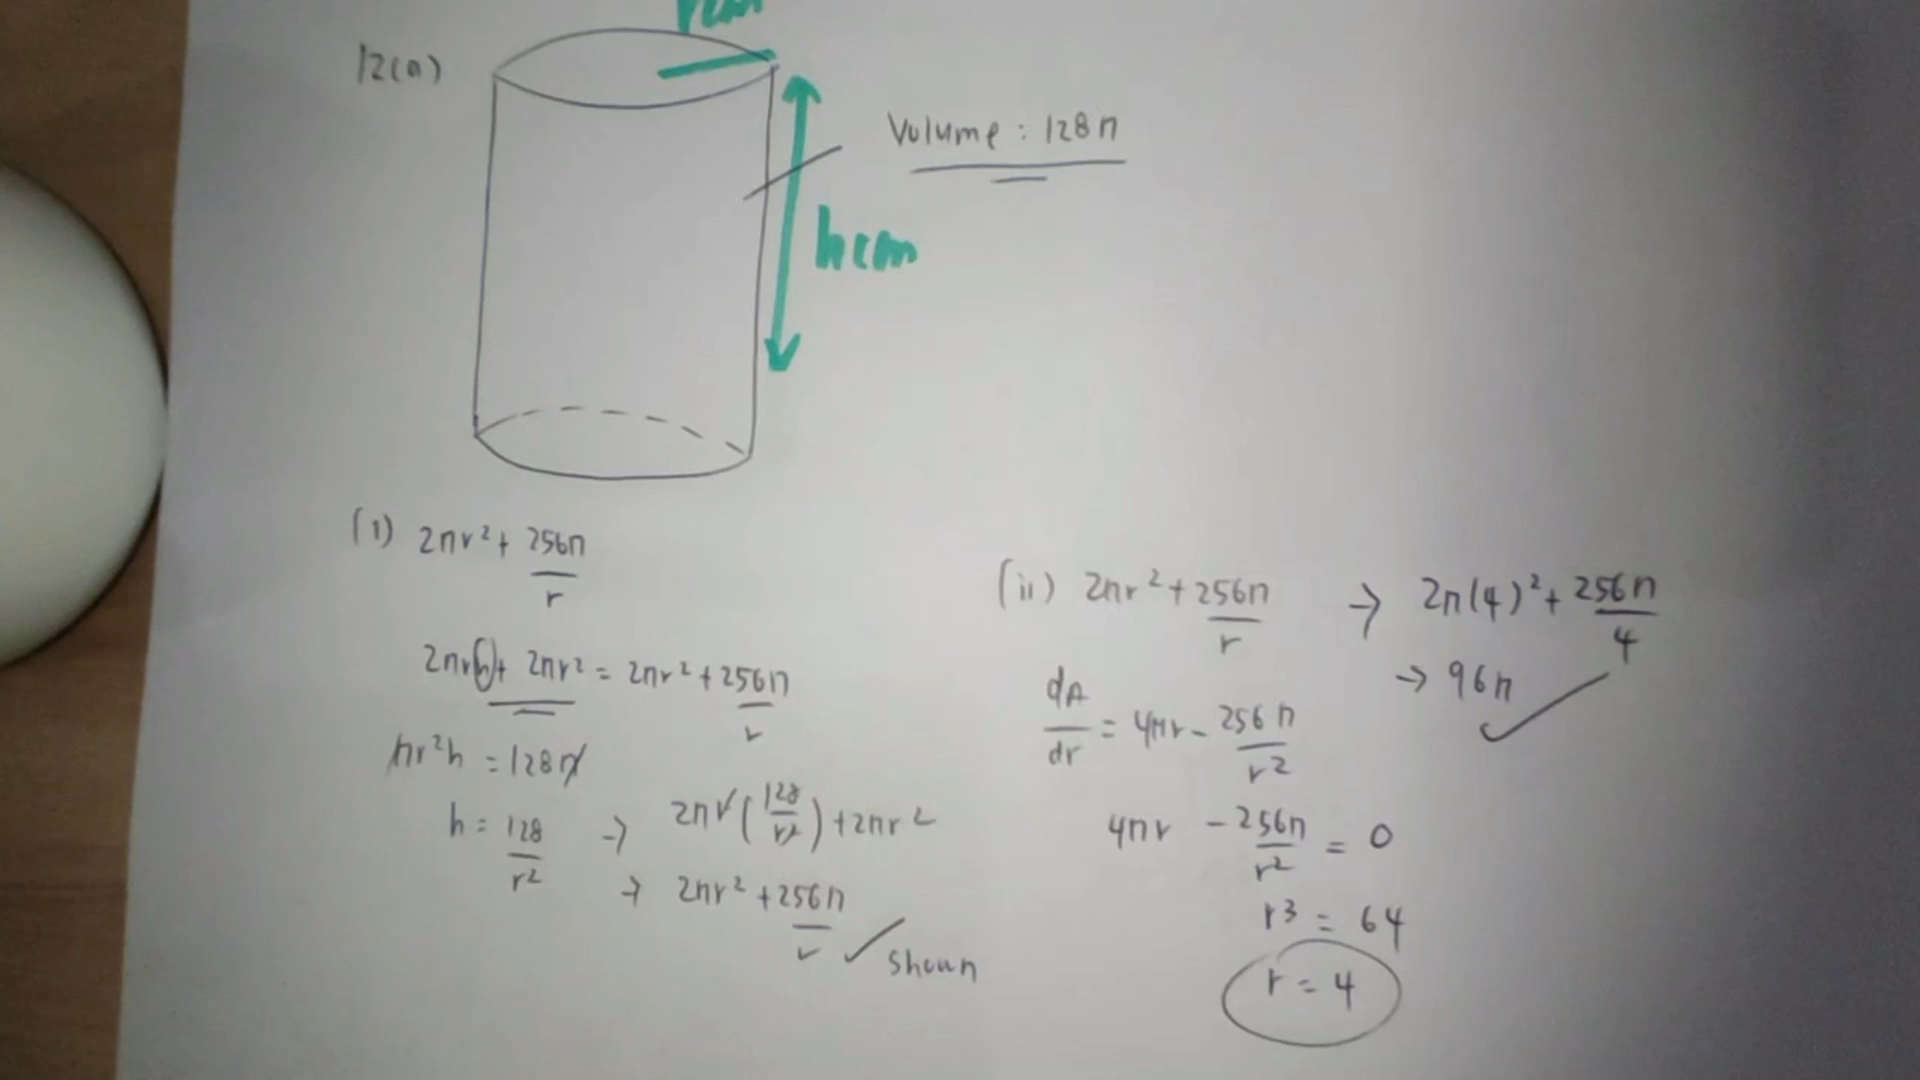 r cm
12(a)
Volume : 128π
h cm
(i) 2πr² + 256π/r
2πrh + 2πr² = 2πr² + 256π/r
πr²h = 128π
h = 128/r² → 2πr(128/r²) + 2πr²
→ 2πr² + 256π/r ✓ shown
(ii) 2πr² + 256π/r → 2π(4)² + 256π/4
→ 96π ✓
dA/dr = 4πr - 256π/r²
4πr - 256π/r² = 0
r³ = 64
r = 4